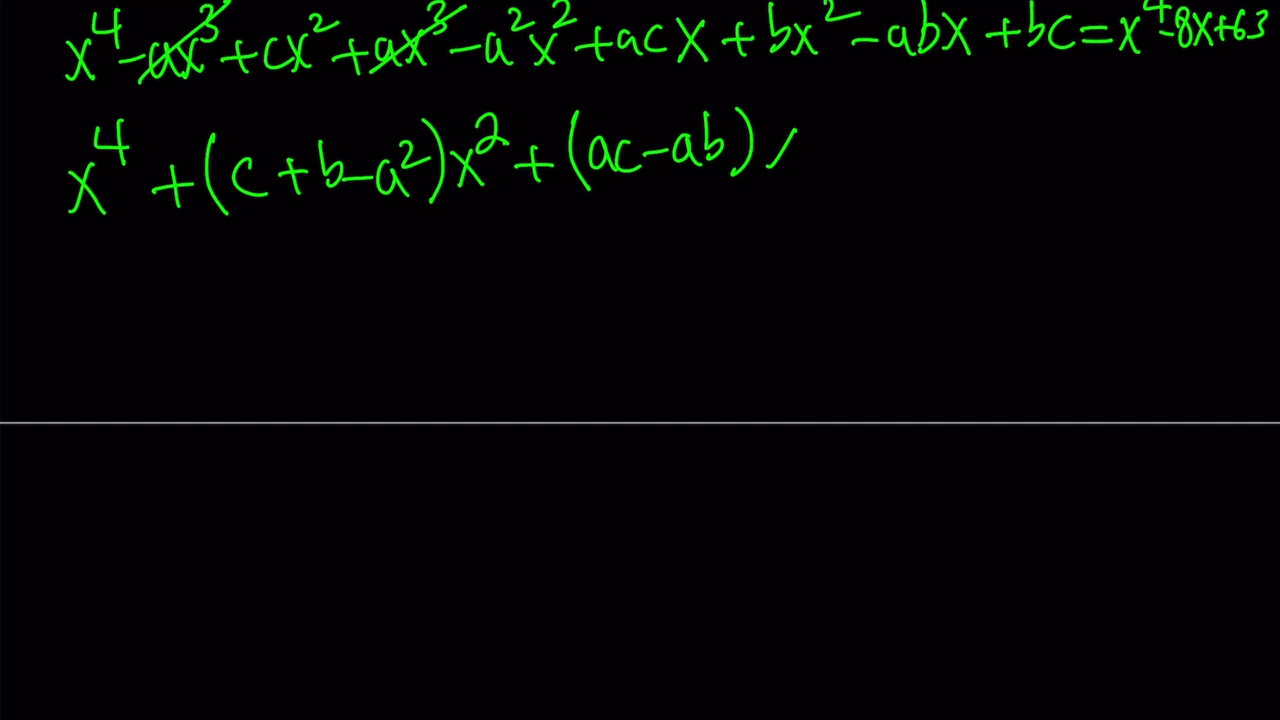 x⁴-ax³+cx²+ax³-a²x²+acx+bx²-abx+bc=x⁴-8x+63
x⁴+(c+b-a²)x²+(ac-ab)